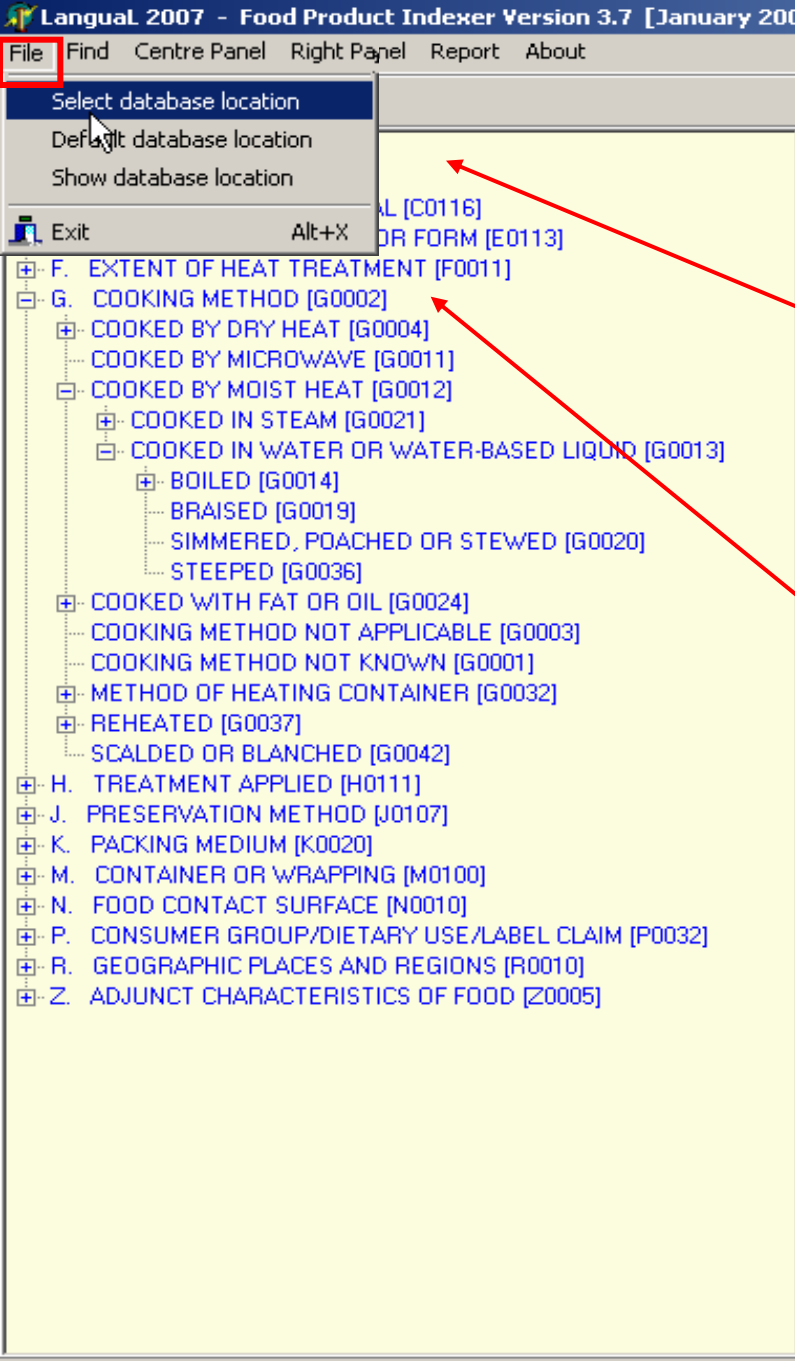 LanguaL 2007 - Food Product Indexer Version 3.7 [January 200
File Find Centre Panel Right Panel Report About
Select database location
Default database location
Show database location
Exit Alt+X
AL [C0116]
OR FORM [E0113]
F. EXTENT OF HEAT TREATMENT [F0011]
G. COOKING METHOD [G0002]
COOKED BY DRY HEAT [G0004]
COOKED BY MICROWAVE [G0011]
COOKED BY MOIST HEAT [G0012]
COOKED IN STEAM [G0021]
COOKED IN WATER OR WATER-BASED LIQUID [G0013]
BOILED [G0014]
BRAISED [G0019]
SIMMERED, POACHED OR STEWED [G0020]
STEEPED [G0036]
COOKED WITH FAT OR OIL [G0024]
COOKING METHOD NOT APPLICABLE [G0003]
COOKING METHOD NOT KNOWN [G0001]
METHOD OF HEATING CONTAINER [G0032]
REHEATED [G0037]
SCALDED OR BLANCHED [G0042]
H. TREATMENT APPLIED [H0111]
J. PRESERVATION METHOD [J0107]
K. PACKING MEDIUM [K0020]
M. CONTAINER OR WRAPPING [M0100]
N. FOOD CONTACT SURFACE [N0010]
P. CONSUMER GROUP/DIETARY USE/LABEL CLAIM [P0032]
R. GEOGRAPHIC PLACES AND REGIONS [R0010]
Z. ADJUNCT CHARACTERISTICS OF FOOD [Z0005]